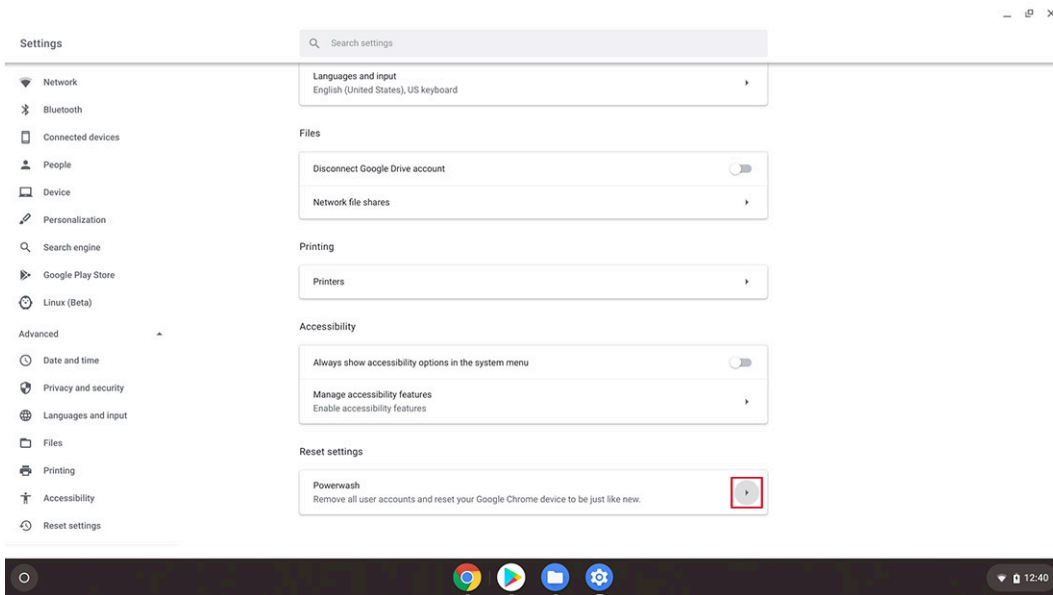 Settings
Search settings
Network
Bluetooth
Connected devices
People
Device
Personalization
Search engine
Google Play Store
Linux (Beta)
Advanced
Date and time
Privacy and security
Languages and input
Files
Printing
Accessibility
Reset settings
Languages and input
English (United States), US keyboard
Files
Disconnect Google Drive account
Network file shares
Printing
Printers
Accessibility
Always show accessibility options in the system menu
Manage accessibility features
Enable accessibility features
Reset settings
Powerwash
Remove all user accounts and reset your Google Chrome device to be just like new.
12:40